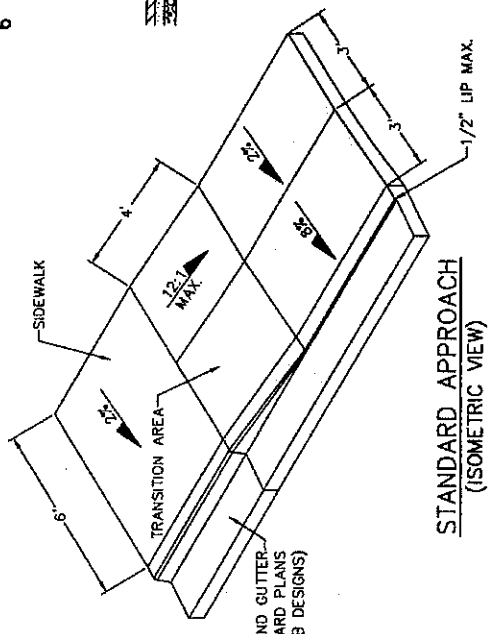 b
SIDEWALK
4'
6'
2%
12:1
MAX.
2%
8%
3'
3'
TRANSITION AREA
1/2" LIP MAX.
ND GUTTER
ARD PLANS
B DESIGNS)
STANDARD APPROACH
(ISOMETRIC VIEW)